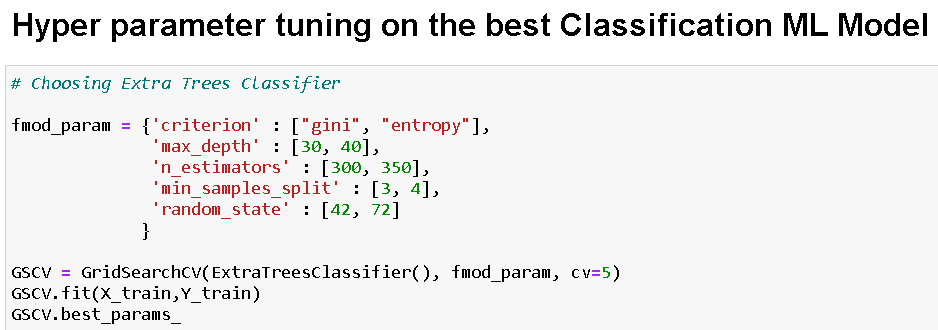 Hyper parameter tuning on the best Classification ML Model
# Choosing Extra Trees Classifier
fmod_param = {'criterion' : ["gini", "entropy"],
'max_depth' : [30, 40],
'n_estimators' : [300, 350],
'min_samples_split' : [3, 4],
'random_state' : [42, 72]
}
GSCV = GridSearchCV(ExtraTreesClassifier(), fmod_param, cv=5)
GSCV.fit(X_train,Y_train)
GSCV.best_params_